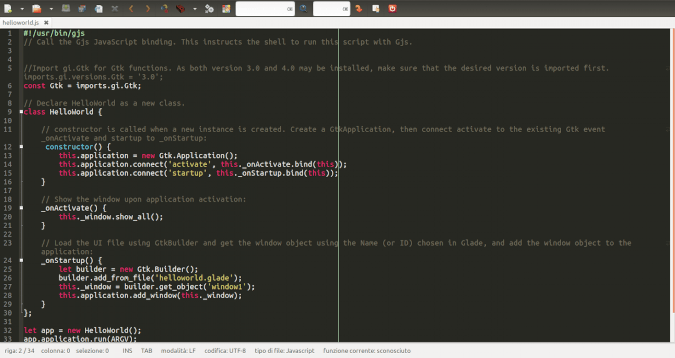 helloworld.js
1 #!/usr/bin/gjs
2 // Call the Gjs JavaScript binding. This instructs the shell to run this script with Gjs.
3
4
5 //Import gi.Gtk for Gtk functions. As both version 3.0 and 4.0 may be installed, make sure that the desired version is imported first.
imports.gi.versions.Gtk = '3.0';
6 const Gtk = imports.gi.Gtk;
7
8 // Declare HelloWorld as a new class.
9 class HelloWorld {
10
11 // constructor is called when a new instance is created. Create a GtkApplication, then connect activate to the existing Gtk event
_onActivate and startup to _onStartup:
12 constructor() {
13 this.application = new Gtk.Application();
14 this.application.connect('activate', this._onActivate.bind(this));
15 this.application.connect('startup', this._onStartup.bind(this));
16 }
17
18 // Show the window upon application activation:
19 _onActivate() {
20 this._window.show_all();
21 }
22
23 // Load the UI file using GtkBuilder and get the window object using the Name (or ID) chosen in Glade, and add the window object to the
application:
24 _onStartup() {
25 let builder = new Gtk.Builder();
26 builder.add_from_file('helloworld.glade');
27 this._window = builder.get_object('window1');
28 this.application.add_window(this._window);
29 }
30 };
31
32 let app = new HelloWorld();
33 app.application.run(ARGV);
riga: 2 / 34 colonna: 0 selezione: 0 INS TAB modalità: LF codifica: UTF-8 tipo di file: Javascript funzione corrente: sconosciuto